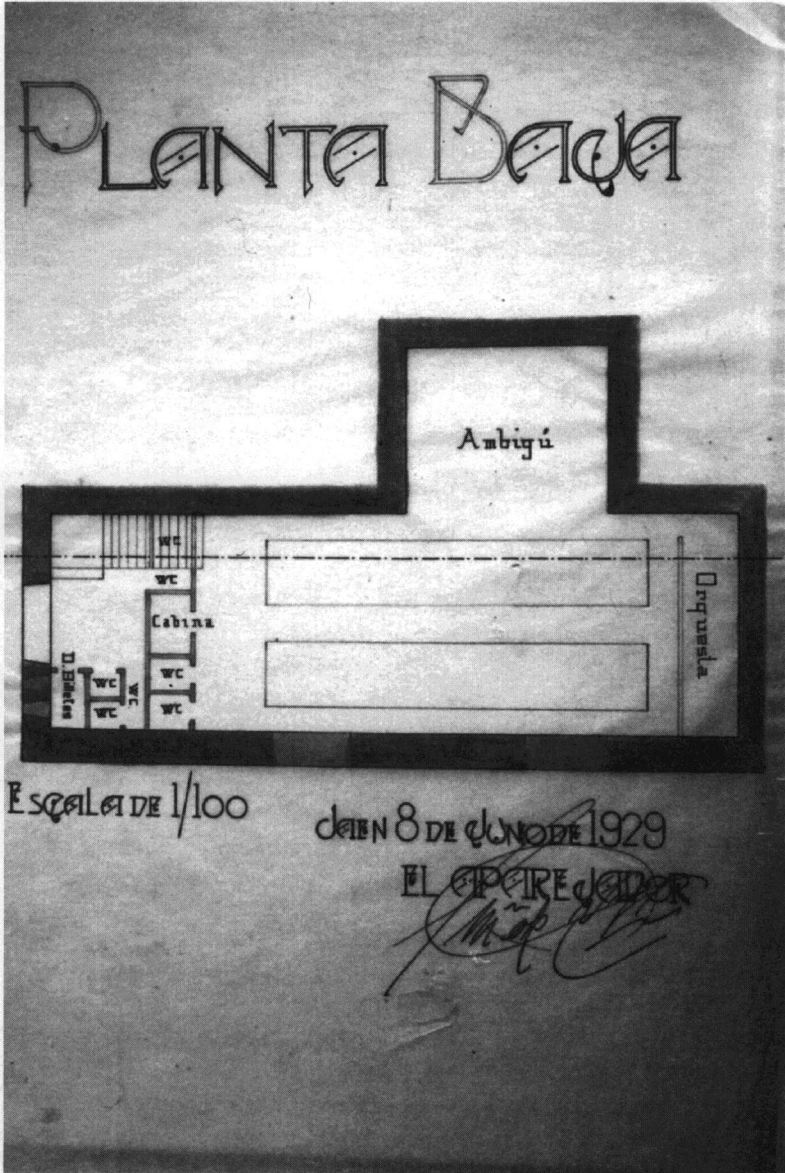 PLANTA BAJA
Ambigú
WC
WC
Cabina
Orquesta
D. Billetes
WC
WC
WC
WC
WC
ESCALA DE 1/100
JAEN 8 DE JUNO DE 1929
EL APAREJADOR